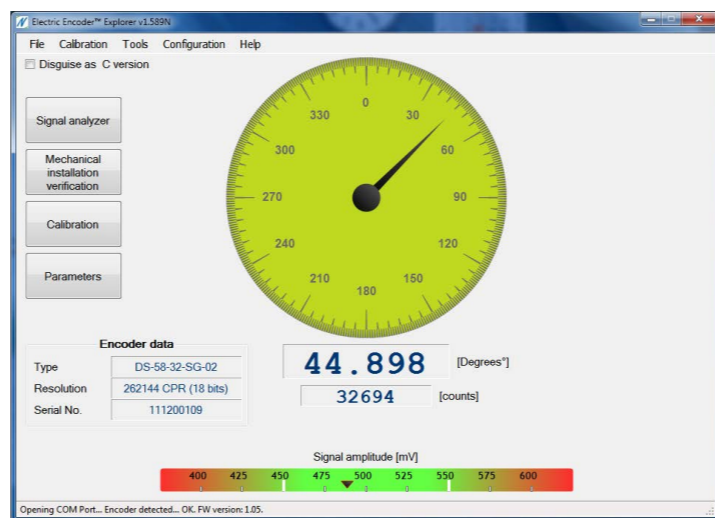 Electric Encoder™ Explorer v1.589N
File Calibration Tools Configuration Help
Disguise as C version
Signal analyzer
Mechanical
installation
verification
Calibration
Parameters
0
30
60
90
120
150
180
210
240
270
300
330
Encoder data
Type DS-58-32-SG-02
Resolution 262144 CPR (18 bits)
Serial No. 111200109
44.898 [Degrees°]
32694 [counts]
Signal amplitude [mV]
400 425 450 475 500 525 550 575 600
Opening COM Port... Encoder detected... OK. FW version: 1.05.